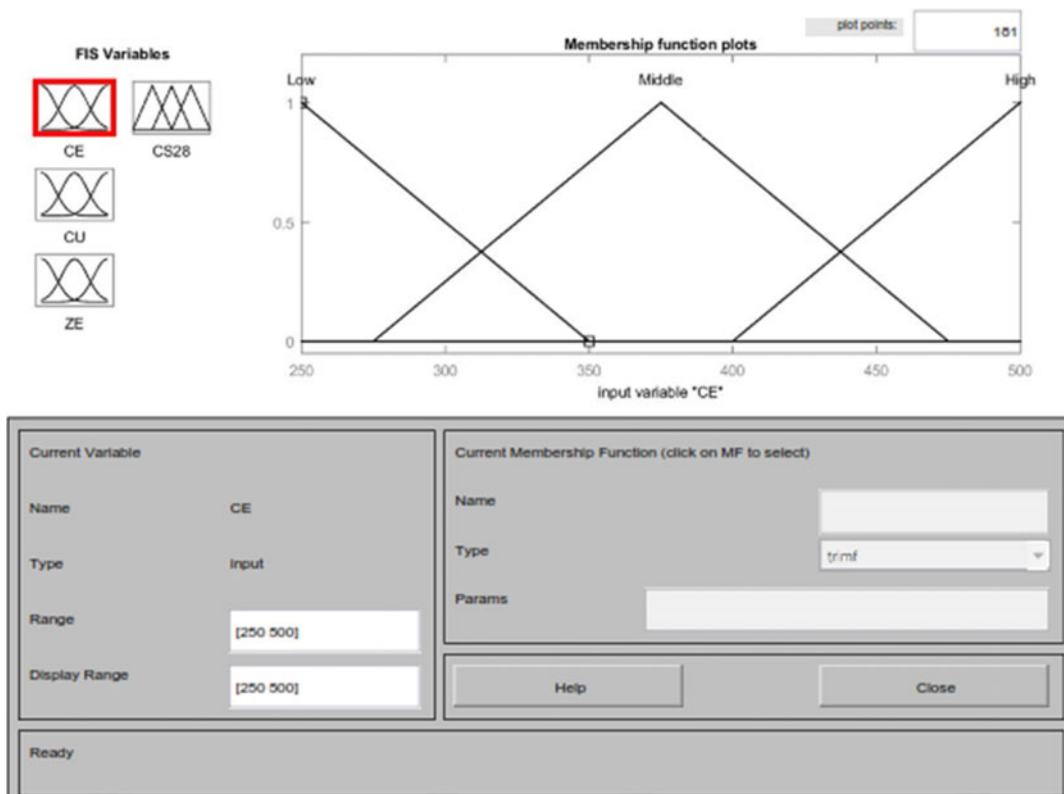 plot points: 181
FIS Variables
Membership function plots
CE
CS28
CU
ZE
Low
Middle
High
1
0.5
0
250 300 350 400 450 500
input variable "CE"
Current Variable
Name CE
Type Input
Range [250 500]
Display Range [250 500]
Current Membership Function (click on MF to select)
Name
Type trimf
Params
Help
Close
Ready